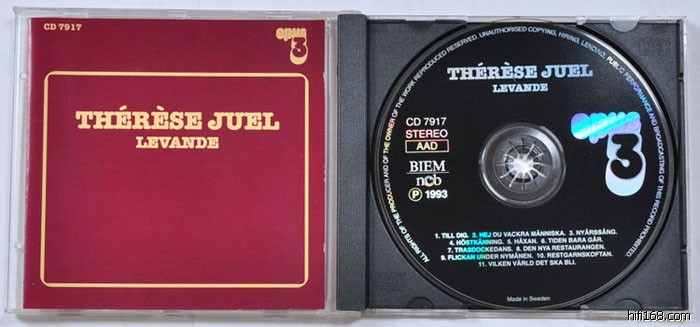 CD 7917
opus
3
THÉRÈSE JUEL
LEVANDE
ALL RIGHTS OF THE PRODUCER AND OF THE OWNER OF THE WORK REPRODUCED RESERVED. UNAUTHORISED COPYING, HIRING, LENDING, PUBLIC PERFORMANCE AND BROADCASTING OF THIS RECORD PROHIBITED
THÉRÈSE JUEL
LEVANDE
CD 7917
STEREO
AAD
BIEM
ncb
P 1993
opus
3
1. TILL DIG. 2. HEJ DU VACKRA MÄNNISKA. 3. NYÅRSSÅNG.
4. HÖSTKÄNNING. 5. HÄXAN. 6. TIDEN BARA GÅR.
7. TRASDOCKEDANS. 8. DEN NYA RESTAURANGEN.
9. FLICKAN UNDER NYMÅNEN. 10. RESTGARNSKOFTAN.
11. VILKEN VÄRLD DET SKA BLI.
Made in Sweden
hifi168.com